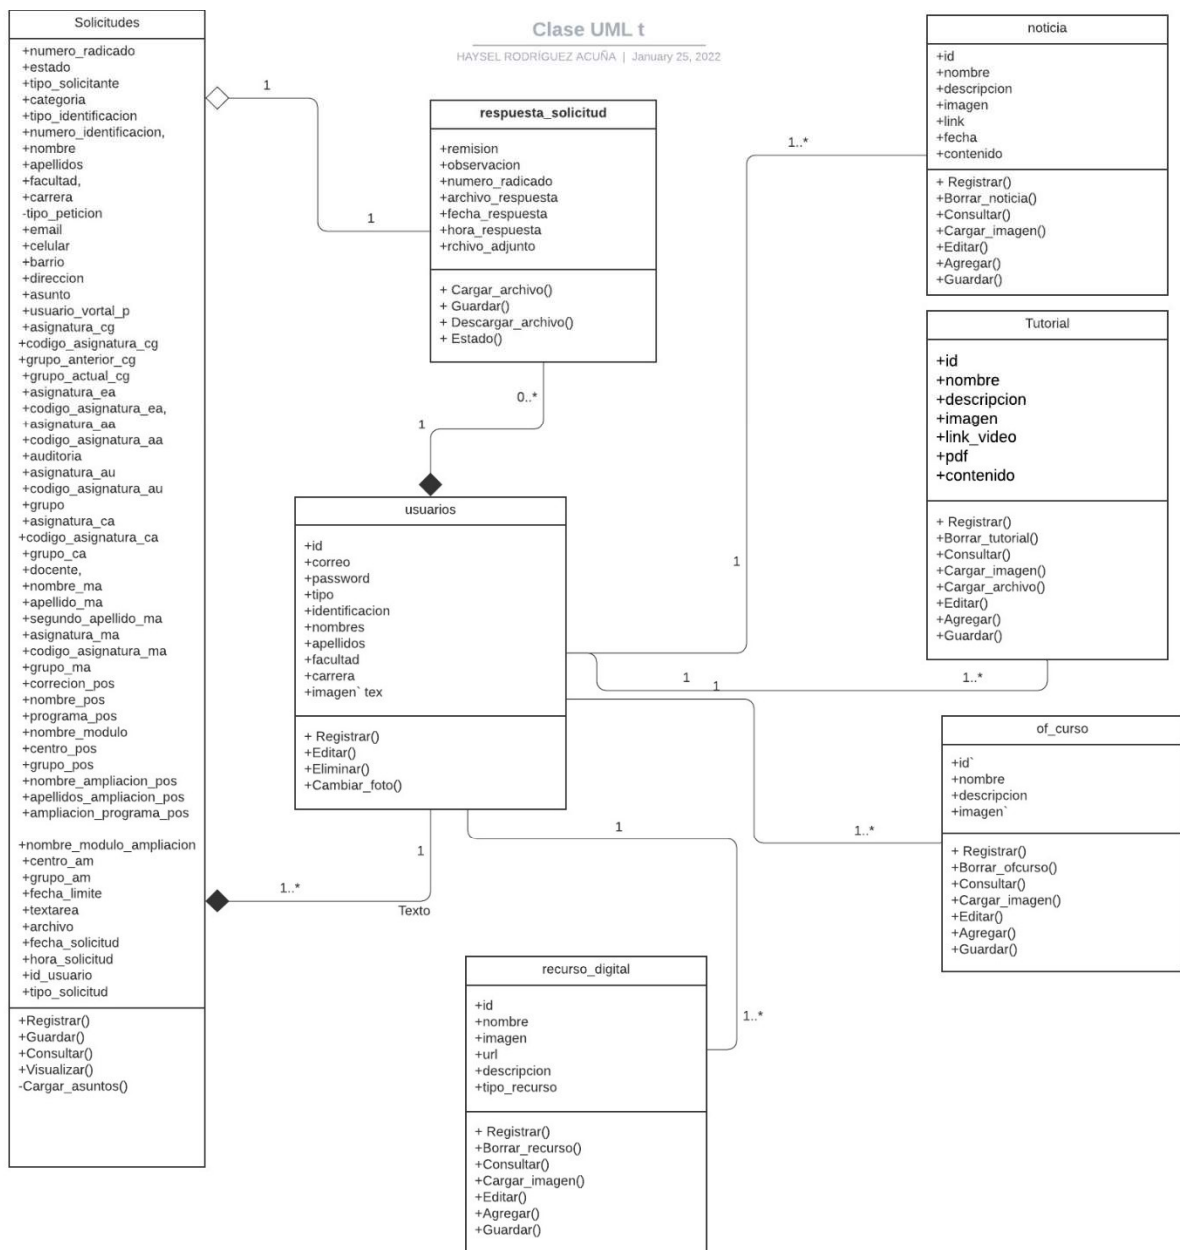 Clase UML t
HAYSEL RODRÍGUEZ ACUÑA | January 25, 2022
Solicitudes
+numero_radicado
+estado
+tipo_solicitante
+categoria
+tipo_identificacion
+numero_identificacion,
+nombre
+apellidos
+facultad,
+carrera
-tipo_peticion
+email
+celular
+barrio
+direccion
+asunto
+usuario_vortal_p
+asignatura_cg
+codigo_asignatura_cg
+grupo_anterior_cg
+grupo_actual_cg
+asignatura_ea
+codigo_asignatura_ea,
+asignatura_aa
+codigo_asignatura_aa
+auditoria
+asignatura_au
+codigo_asignatura_au
+grupo
+asignatura_ca
+codigo_asignatura_ca
+grupo_ca
+docente,
+nombre_ma
+apellido_ma
+segundo_apellido_ma
+asignatura_ma
+codigo_asignatura_ma
+grupo_ma
+correcion_pos
+nombre_pos
+programa_pos
+nombre_modulo
+centro_pos
+grupo_pos
+nombre_ampliacion_pos
+apellidos_ampliacion_pos
+ampliacion_programa_pos
+nombre_modulo_ampliacion
+centro_am
+grupo_am
+fecha_limite
+textarea
+archivo
+fecha_solicitud
+hora_solicitud
+id_usuario
+tipo_solicitud
+Registrar()
+Guardar()
+Consultar()
+Visualizar()
-Cargar_asuntos()
1
1
respuesta_solicitud
+remision
+observacion
+numero_radicado
+archivo_respuesta
+fecha_respuesta
+hora_respuesta
+rchivo_adjunto
+ Cargar_archivo()
+ Guardar()
+ Descargar_archivo()
+ Estado()
0..*
1
usuarios
+id
+correo
+password
+tipo
+identificacion
+nombres
+apellidos
+facultad
+carrera
+imagen` tex
+ Registrar()
+Editar()
+Eliminar()
+Cambiar_foto()
1
1..*
Texto
1
1..*
recurso_digital
+id
+nombre
+imagen
+url
+descripcion
+tipo_recurso
+ Registrar()
+Borrar_recurso()
+Consultar()
+Cargar_imagen()
+Editar()
+Agregar()
+Guardar()
1..*
1
noticia
+id
+nombre
+descripcion
+imagen
+link
+fecha
+contenido
+ Registrar()
+Borrar_noticia()
+Consultar()
+Cargar_imagen()
+Editar()
+Agregar()
+Guardar()
Tutorial
+id
+nombre
+descripcion
+imagen
+link_video
+pdf
+contenido
+ Registrar()
+Borrar_tutorial()
+Consultar()
+Cargar_imagen()
+Cargar_archivo()
+Editar()
+Agregar()
+Guardar()
1
1..*
1
1..*
of_curso
+id`
+nombre
+descripcion
+imagen`
+ Registrar()
+Borrar_ofcurso()
+Consultar()
+Cargar_imagen()
+Editar()
+Agregar()
+Guardar()